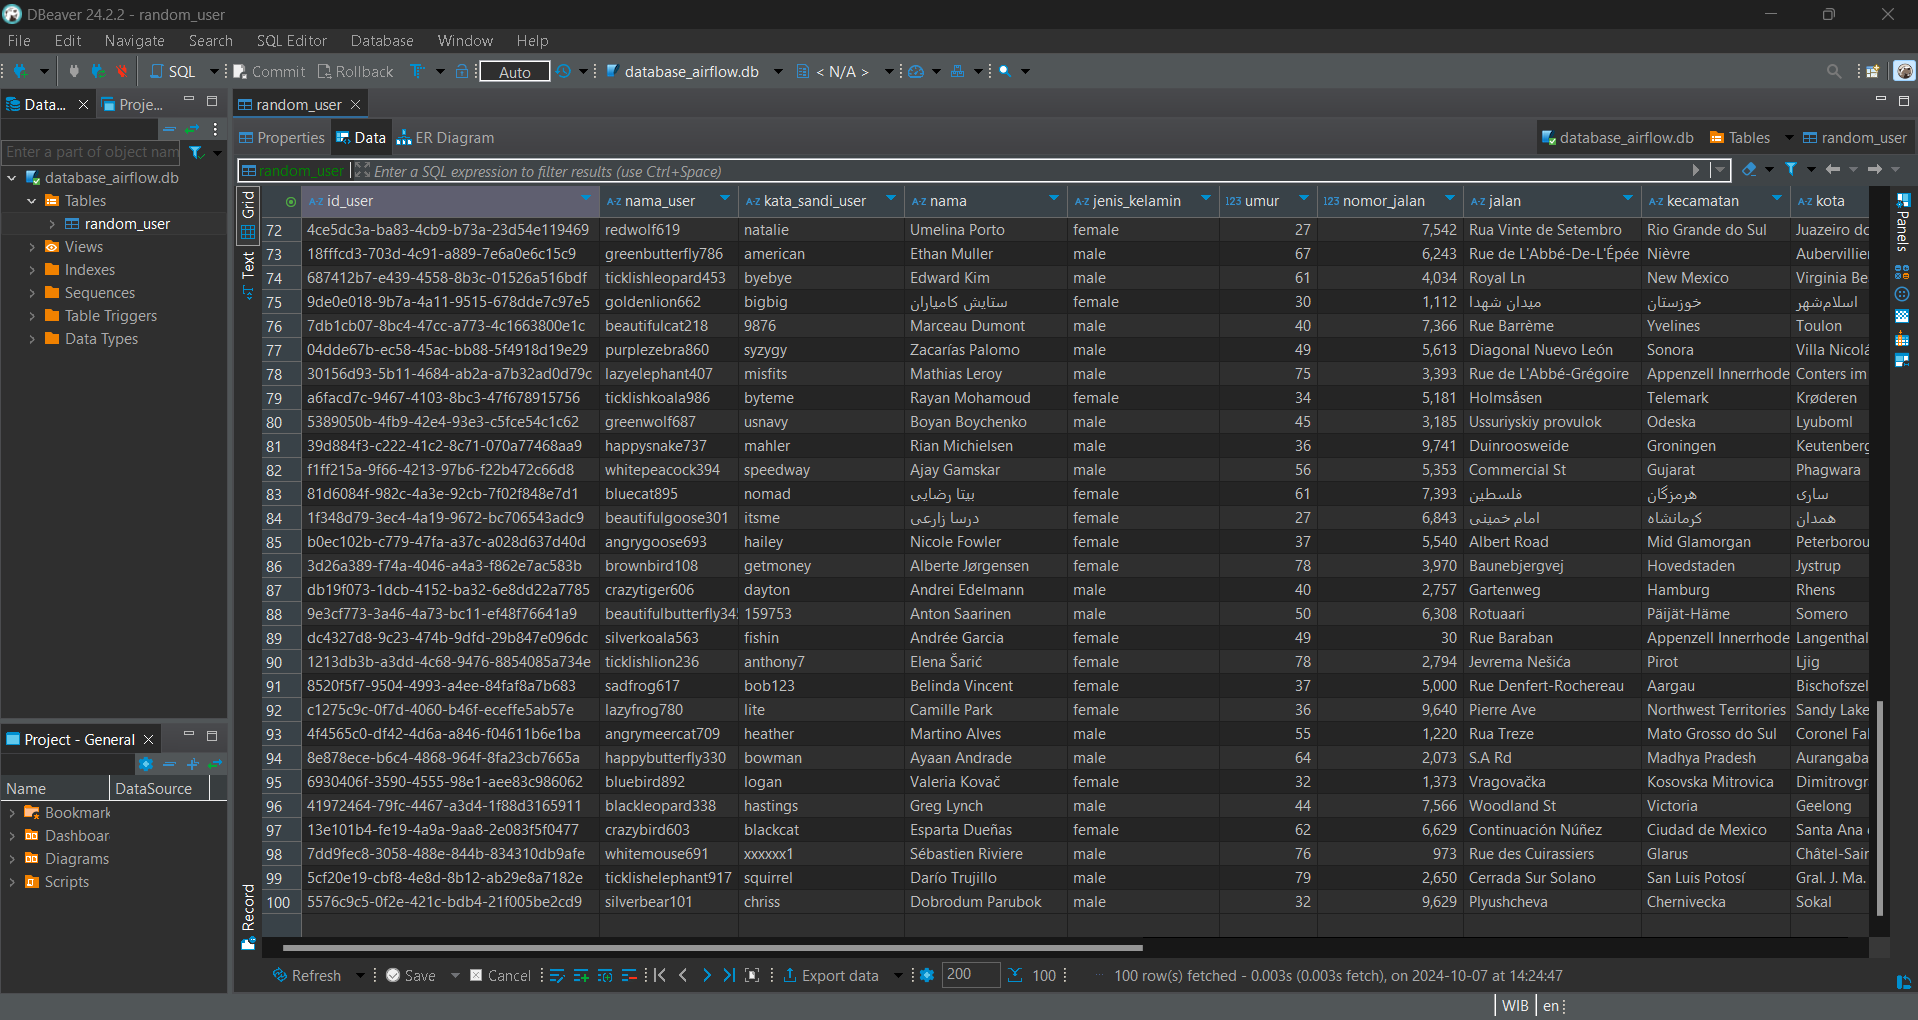 DBeaver 24.2.2 - random_user
File Edit Navigate Search SQL Editor Database Window Help
SQL Commit Rollback Auto database_airflow.db < N/A >
Data... Proje... random_user
Properties Data ER Diagram database_airflow.db Tables random_user
Enter a part of object nam
random_user Enter a SQL expression to filter results (use Ctrl+Space)
database_airflow.db
Tables
random_user
Views
Indexes
Sequences
Table Triggers
Data Types
Project - General
Name DataSource
Bookmark
Dashboar
Diagrams
Scripts
Grid
Text
Record
Panels
A-Z id_user A-Z nama_user A-Z kata_sandi_user A-Z nama A-Z jenis_kelamin 123 umur 123 nomor_jalan A-Z jalan A-Z kecamatan A-Z kota
72 4ce5dc3a-ba83-4cb9-b73a-23d54e119469 redwolf619 natalie Umelina Porto female 27 7,542 Rua Vinte de Setembro Rio Grande do Sul Juazeiro do
73 18fffcd3-703d-4c91-a889-7e6a0e6c15c9 greenbutterfly786 american Ethan Muller male 67 6,243 Rue de L'Abbé-De-L'Épée Nièvre Aubervillier
74 687412b7-e439-4558-8b3c-01526a516bdf ticklishleopard453 byebye Edward Kim male 61 4,034 Royal Ln New Mexico Virginia Be
75 9de0e018-9b7a-4a11-9515-678dde7c97e5 goldenlion662 bigbig ستایش کامیاران female 30 1,112 میدان شهدا خوزستان اسلام‌شهر
76 7db1cb07-8bc4-47cc-a773-4c1663800e1c beautifulcat218 9876 Marceau Dumont male 40 7,366 Rue Barrème Yvelines Toulon
77 04dde67b-ec58-45ac-bb88-5f4918d19e29 purplezebra860 syzygy Zacarías Palomo male 49 5,613 Diagonal Nuevo León Sonora Villa Nicolá
78 30156d93-5b11-4684-ab2a-a7b32ad0d79c lazyelephant407 misfits Mathias Leroy male 75 3,393 Rue de L'Abbé-Grégoire Appenzell Innerrhode Conters im
79 a6facd7c-9467-4103-8bc3-47f678915756 ticklishkoala986 byteme Rayan Mohamoud female 34 5,181 Holmsåsen Telemark Krøderen
80 5389050b-4fb9-42e4-93e3-c5fce54c1c62 greenwolf687 usnavy Boyan Boychenko male 45 3,185 Ussuriyskiy provulok Odeska Lyuboml
81 39d884f3-c222-41c2-8c71-070a77468aa9 happysnake737 mahler Rian Michielsen male 36 9,741 Duinroosweide Groningen Keutenberg
82 f1ff215a-9f66-4213-97b6-f22b472c66d8 whitepeacock394 speedway Ajay Gamskar male 56 5,353 Commercial St Gujarat Phagwara
83 81d6084f-982c-4a3e-92cb-7f02f848e7d1 bluecat895 nomad بیتا رضایی female 61 7,393 فلسطین هرمزگان ساری
84 1f348d79-3ec4-4a19-9672-bc706543adc9 beautifulgoose301 itsme درسا زارعی female 27 6,843 امام خمینی کرمانشاه همدان
85 b0ec102b-c779-47fa-a37c-a028d637d40d angrygoose693 hailey Nicole Fowler female 37 5,540 Albert Road Mid Glamorgan Peterborou
86 3d26a389-f74a-4046-a4a3-f862e7ac583b brownbird108 getmoney Alberte Jørgensen female 78 3,970 Baunebjergvej Hovedstaden Jystrup
87 db19f073-1dcb-4152-ba32-6e8dd22a7785 crazytiger606 dayton Andrei Edelmann male 40 2,757 Gartenweg Hamburg Rhens
88 9e3cf773-3a46-4a73-bc11-ef48f76641a9 beautifulbutterfly34 159753 Anton Saarinen male 50 6,308 Rotuaari Päijät-Häme Somero
89 dc4327d8-9c23-474b-9dfd-29b847e096dc silverkoala563 fishin Andrée Garcia female 49 30 Rue Baraban Appenzell Innerrhode Langenthal
90 1213db3b-a3dd-4c68-9476-8854085a734e ticklishlion236 anthony7 Elena Šarić female 78 2,794 Jevrema Nešića Pirot Ljig
91 8520f5f7-9504-4993-a4ee-84faf8a7b683 sadfrog617 bob123 Belinda Vincent female 37 5,000 Rue Denfert-Rochereau Aargau Bischofszel
92 c1275c9c-0f7d-4060-b46f-eceffe5ab57e lazyfrog780 lite Camille Park female 36 9,640 Pierre Ave Northwest Territories Sandy Lake
93 4f4565c0-df42-4d6a-a846-f04611b6e1ba angrymeercat709 heather Martino Alves male 55 1,220 Rua Treze Mato Grosso do Sul Coronel Fal
94 8e878ece-b6c4-4868-964f-8fa23cb7665a happybutterfly330 bowman Ayaan Andrade male 64 2,073 S.A Rd Madhya Pradesh Aurangaba
95 6930406f-3590-4555-98e1-aee83c986062 bluebird892 logan Valeria Kovač female 32 1,373 Vragovačka Kosovska Mitrovica Dimitrovgr
96 41972464-79fc-4467-a3d4-1f88d3165911 blackleopard338 hastings Greg Lynch male 44 7,566 Woodland St Victoria Geelong
97 13e101b4-fe19-4a9a-9aa8-2e083f5f0477 crazybird603 blackcat Esparta Dueñas female 62 6,629 Continuación Núñez Ciudad de Mexico Santa Ana
98 7dd9fec8-3058-488e-844b-834310db9afe whitemouse691 xxxxxx1 Sébastien Riviere male 76 973 Rue des Cuirassiers Glarus Châtel-Sair
99 5cf20e19-cbf8-4e8d-8b12-ab29e8a7182e ticklishelephant917 squirrel Darío Trujillo male 79 2,650 Cerrada Sur Solano San Luis Potosí Gral. J. Ma.
100 5576c9c5-0f2e-421c-bdb4-21f005be2cd9 silverbear101 chriss Dobrodum Parubok male 32 9,629 Plyushcheva Chernivecka Sokal
Refresh Save Cancel Export data 200 100 100 row(s) fetched - 0.003s (0.003s fetch), on 2024-10-07 at 14:24:47
WIB en